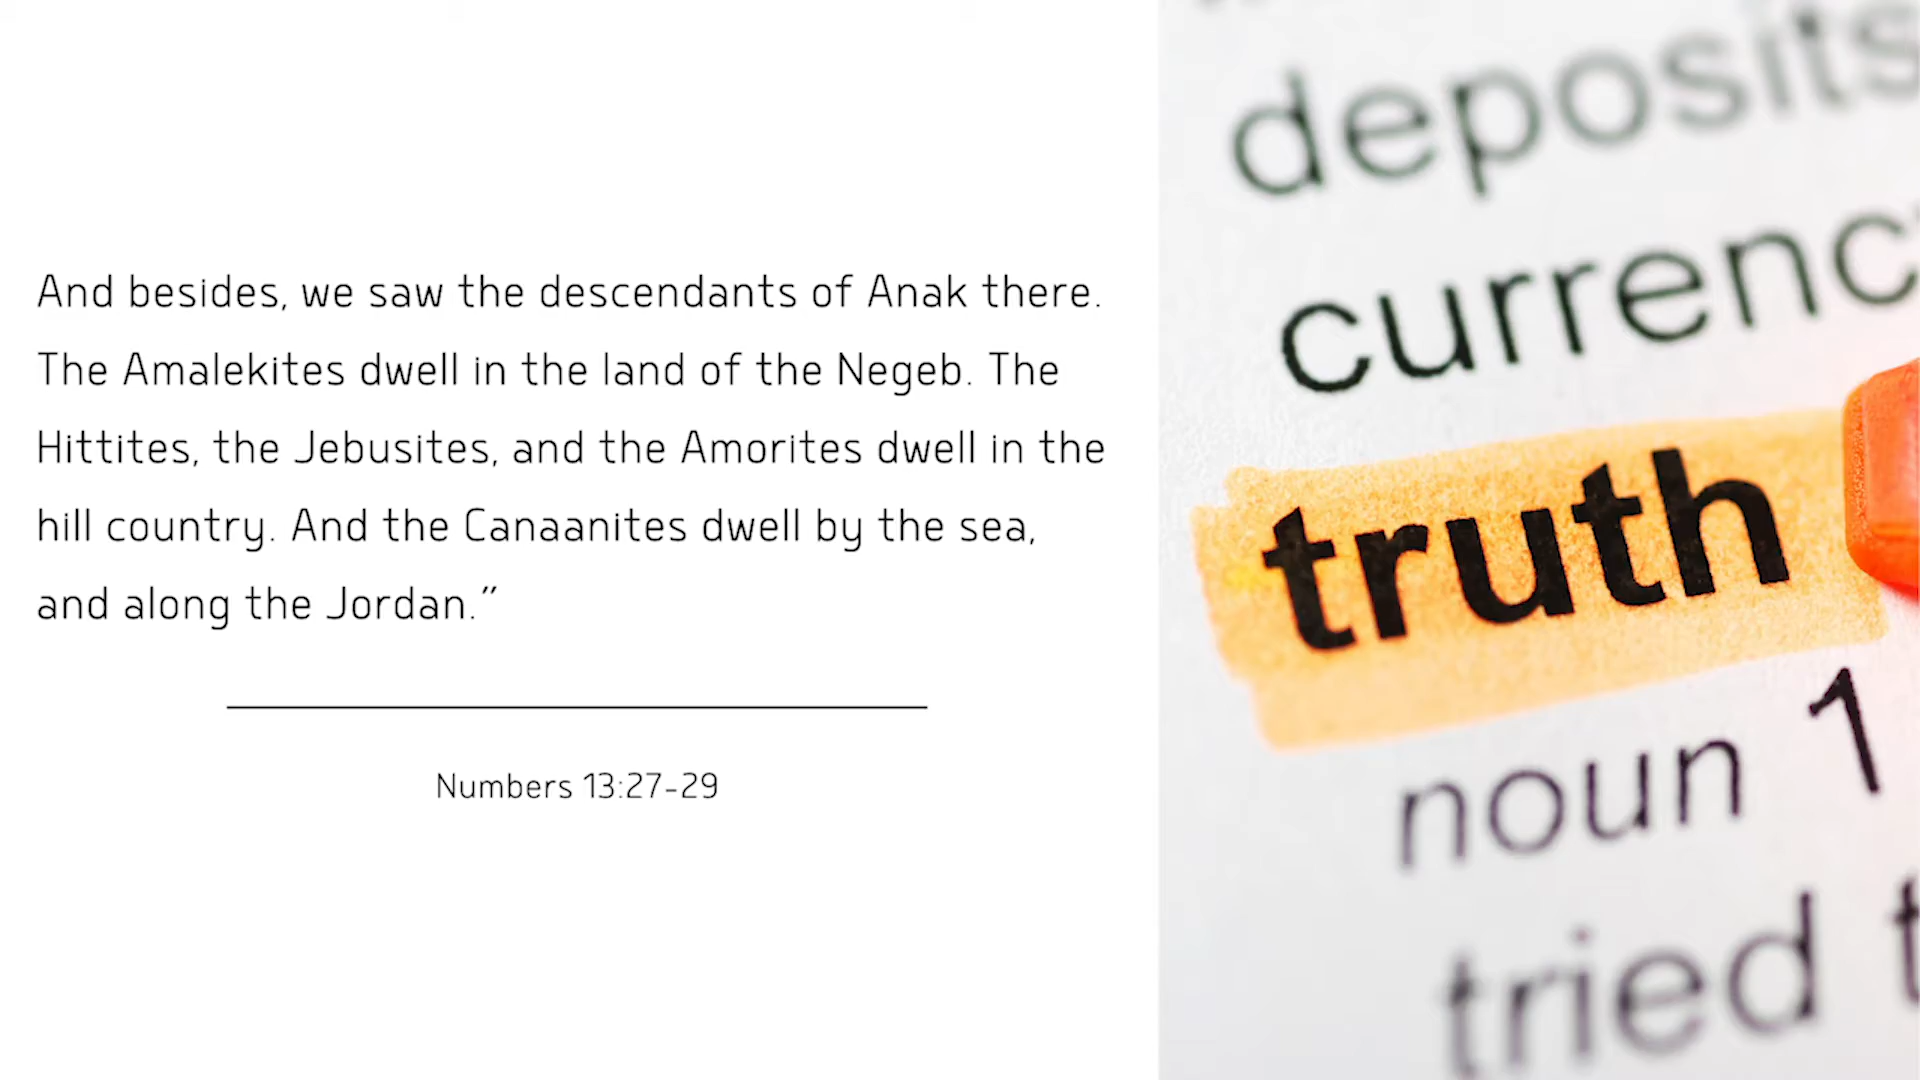 And besides, we saw the descendants of Anak there.
The Amalekites dwell in the land of the Negeb. The
Hittites, the Jebusites, and the Amorites dwell in the
hill country. And the Canaanites dwell by the sea,
and along the Jordan.”
Numbers 13:27-29
deposits
currenc
truth
noun 1
tried t